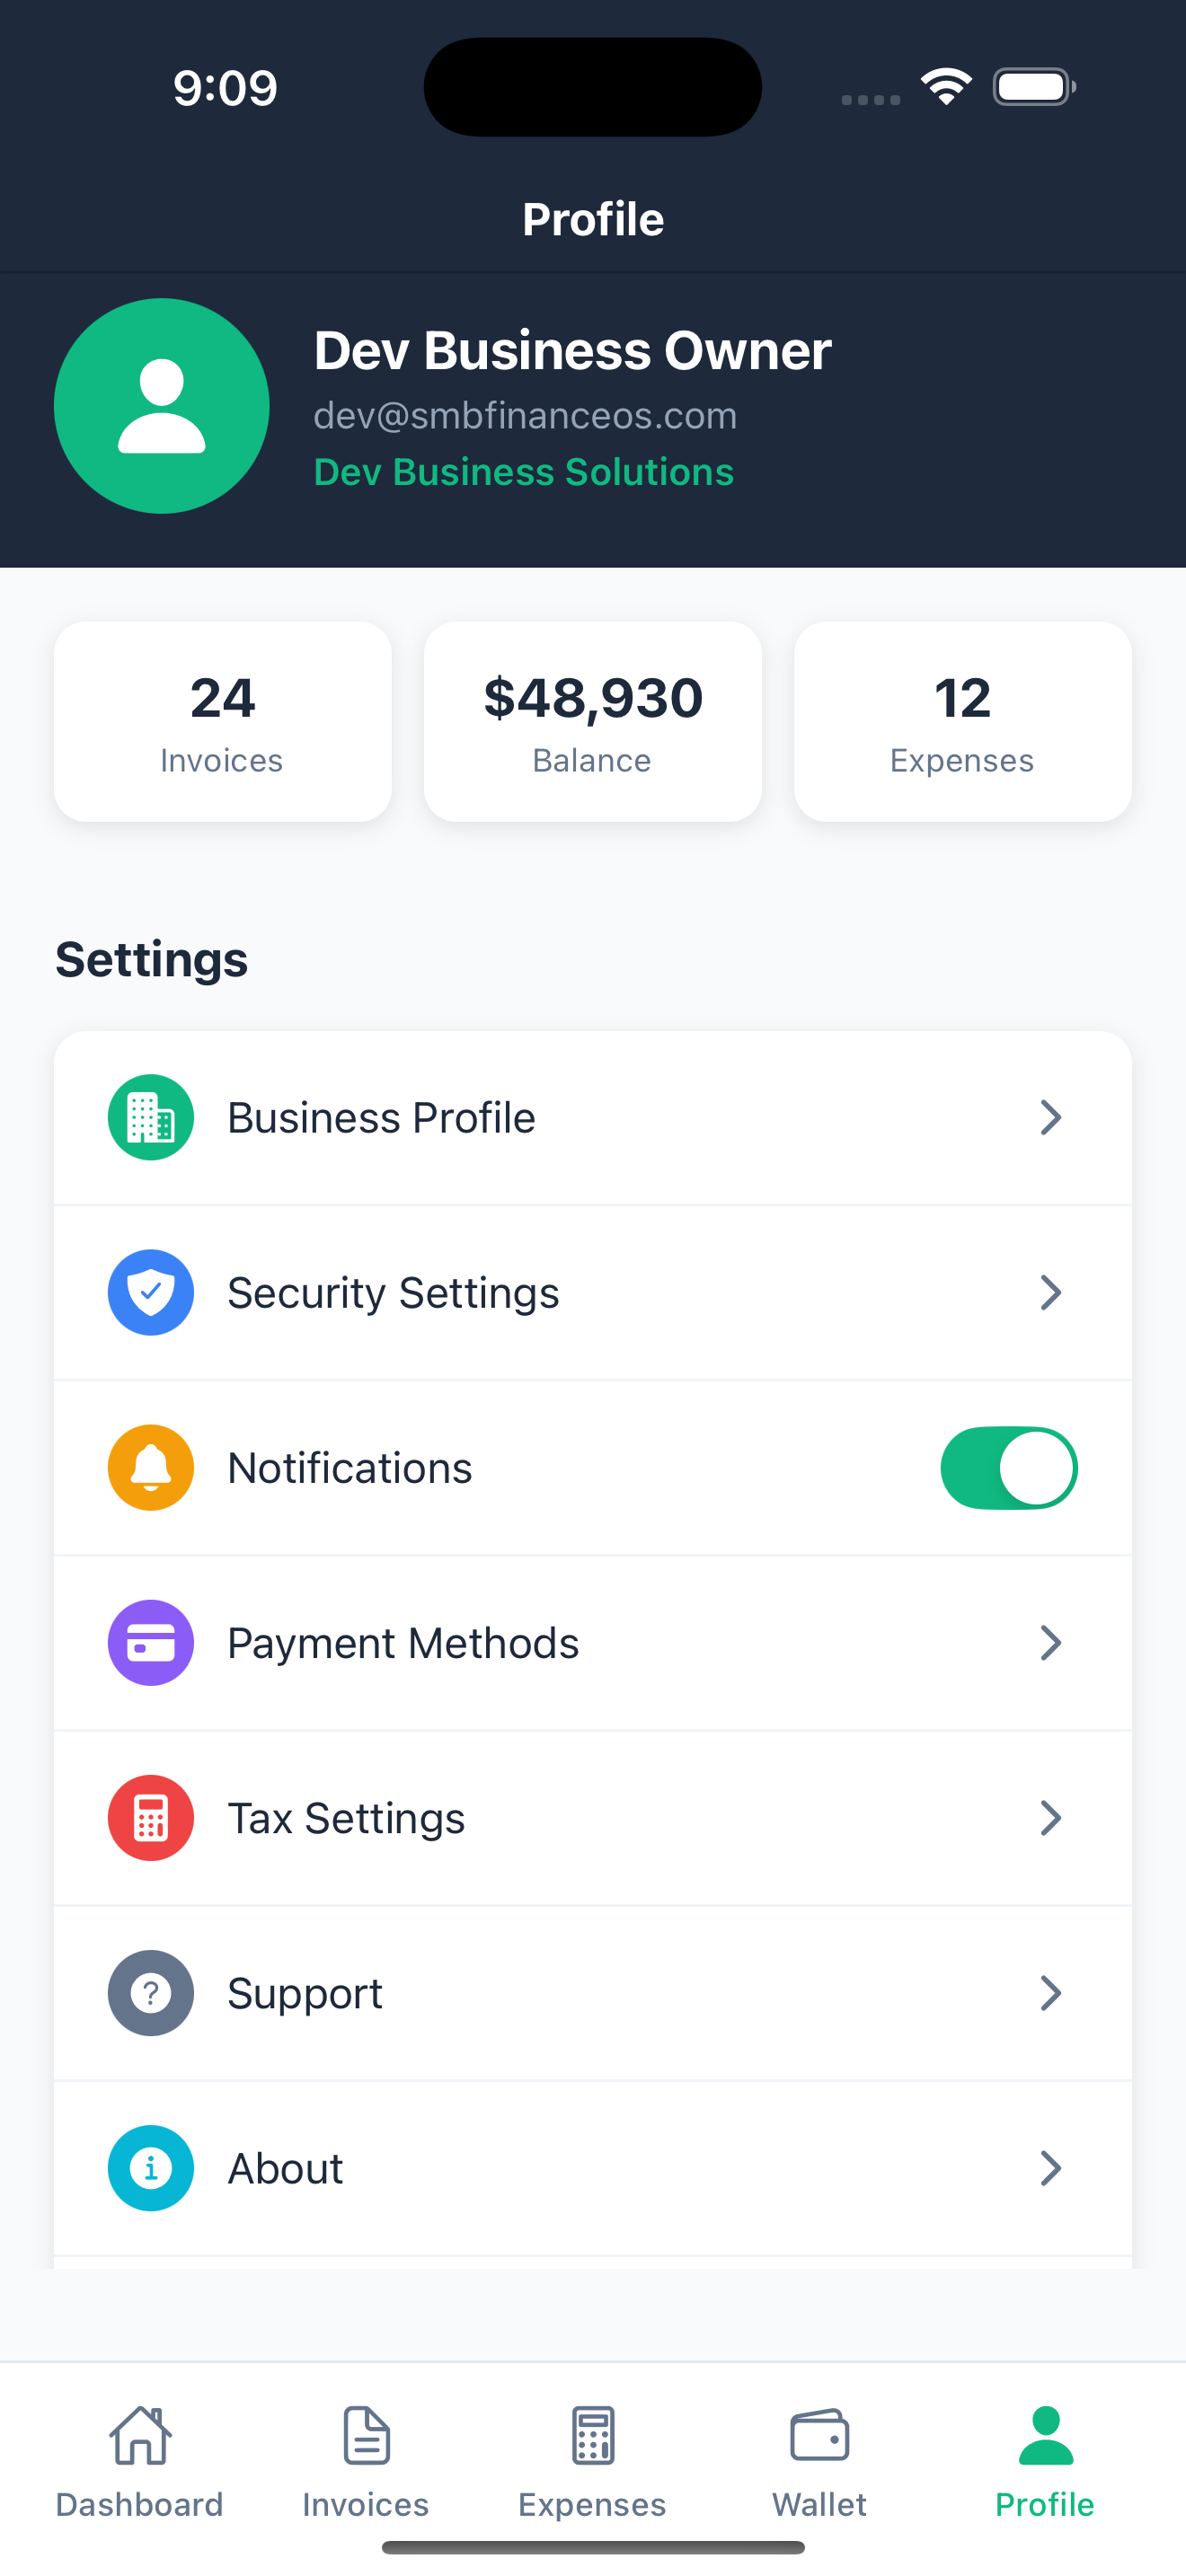 9:09
Profile
Dev Business Owner
dev@smbfinanceos.com
Dev Business Solutions
24
Invoices
$48,930
Balance
12
Expenses
Settings
Business Profile
Security Settings
Notifications
Payment Methods
Tax Settings
Support
About
Dashboard
Invoices
Expenses
Wallet
Profile